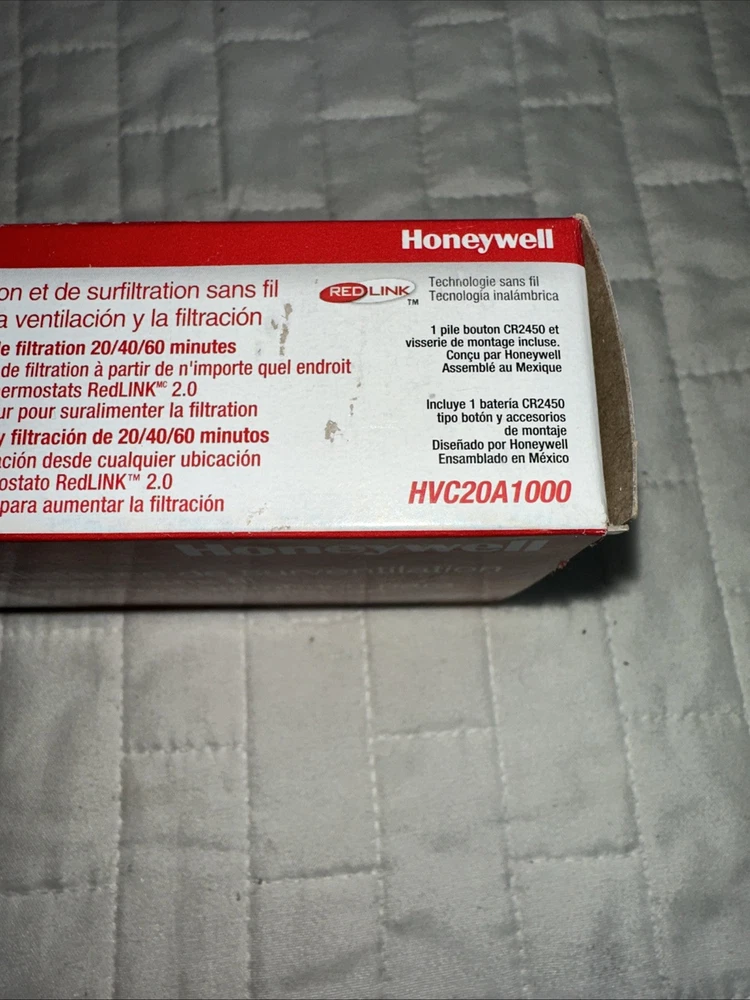 Honeywell
on et de surfiltration sans fil
a ventilación y la filtración
e filtration 20/40/60 minutes
de filtration à partir de n'importe quel endroit
ermostats RedLINK MC 2.0
ur pour suralimenter la filtration
y filtración de 20/40/60 minutos
ación desde cualquier ubicación
ostato RedLINK™ 2.0
para aumentar la filtración
REDLINK™
Technologie sans fil
Tecnología inalámbrica
1 pile bouton CR2450 et
visserie de montage incluse.
Conçu par Honeywell
Assemblé au Mexique
Incluye 1 batería CR2450
tipo botón y accesorios
de montaje
Diseñado por Honeywell
Ensamblado en México
HVC20A1000
Honeywell